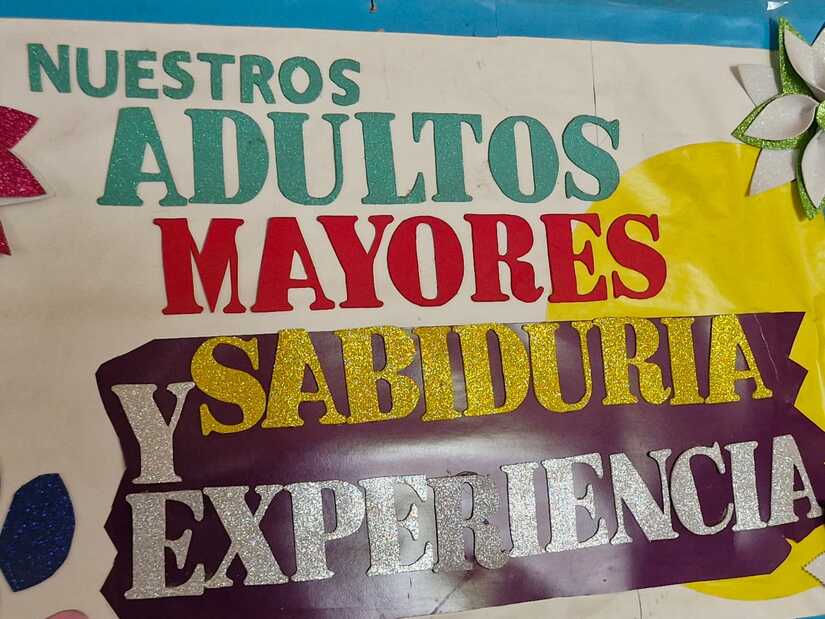 NUESTROS
ADULTOS
MAYORES
SABIDURIA
Y
EXPERIENCIA